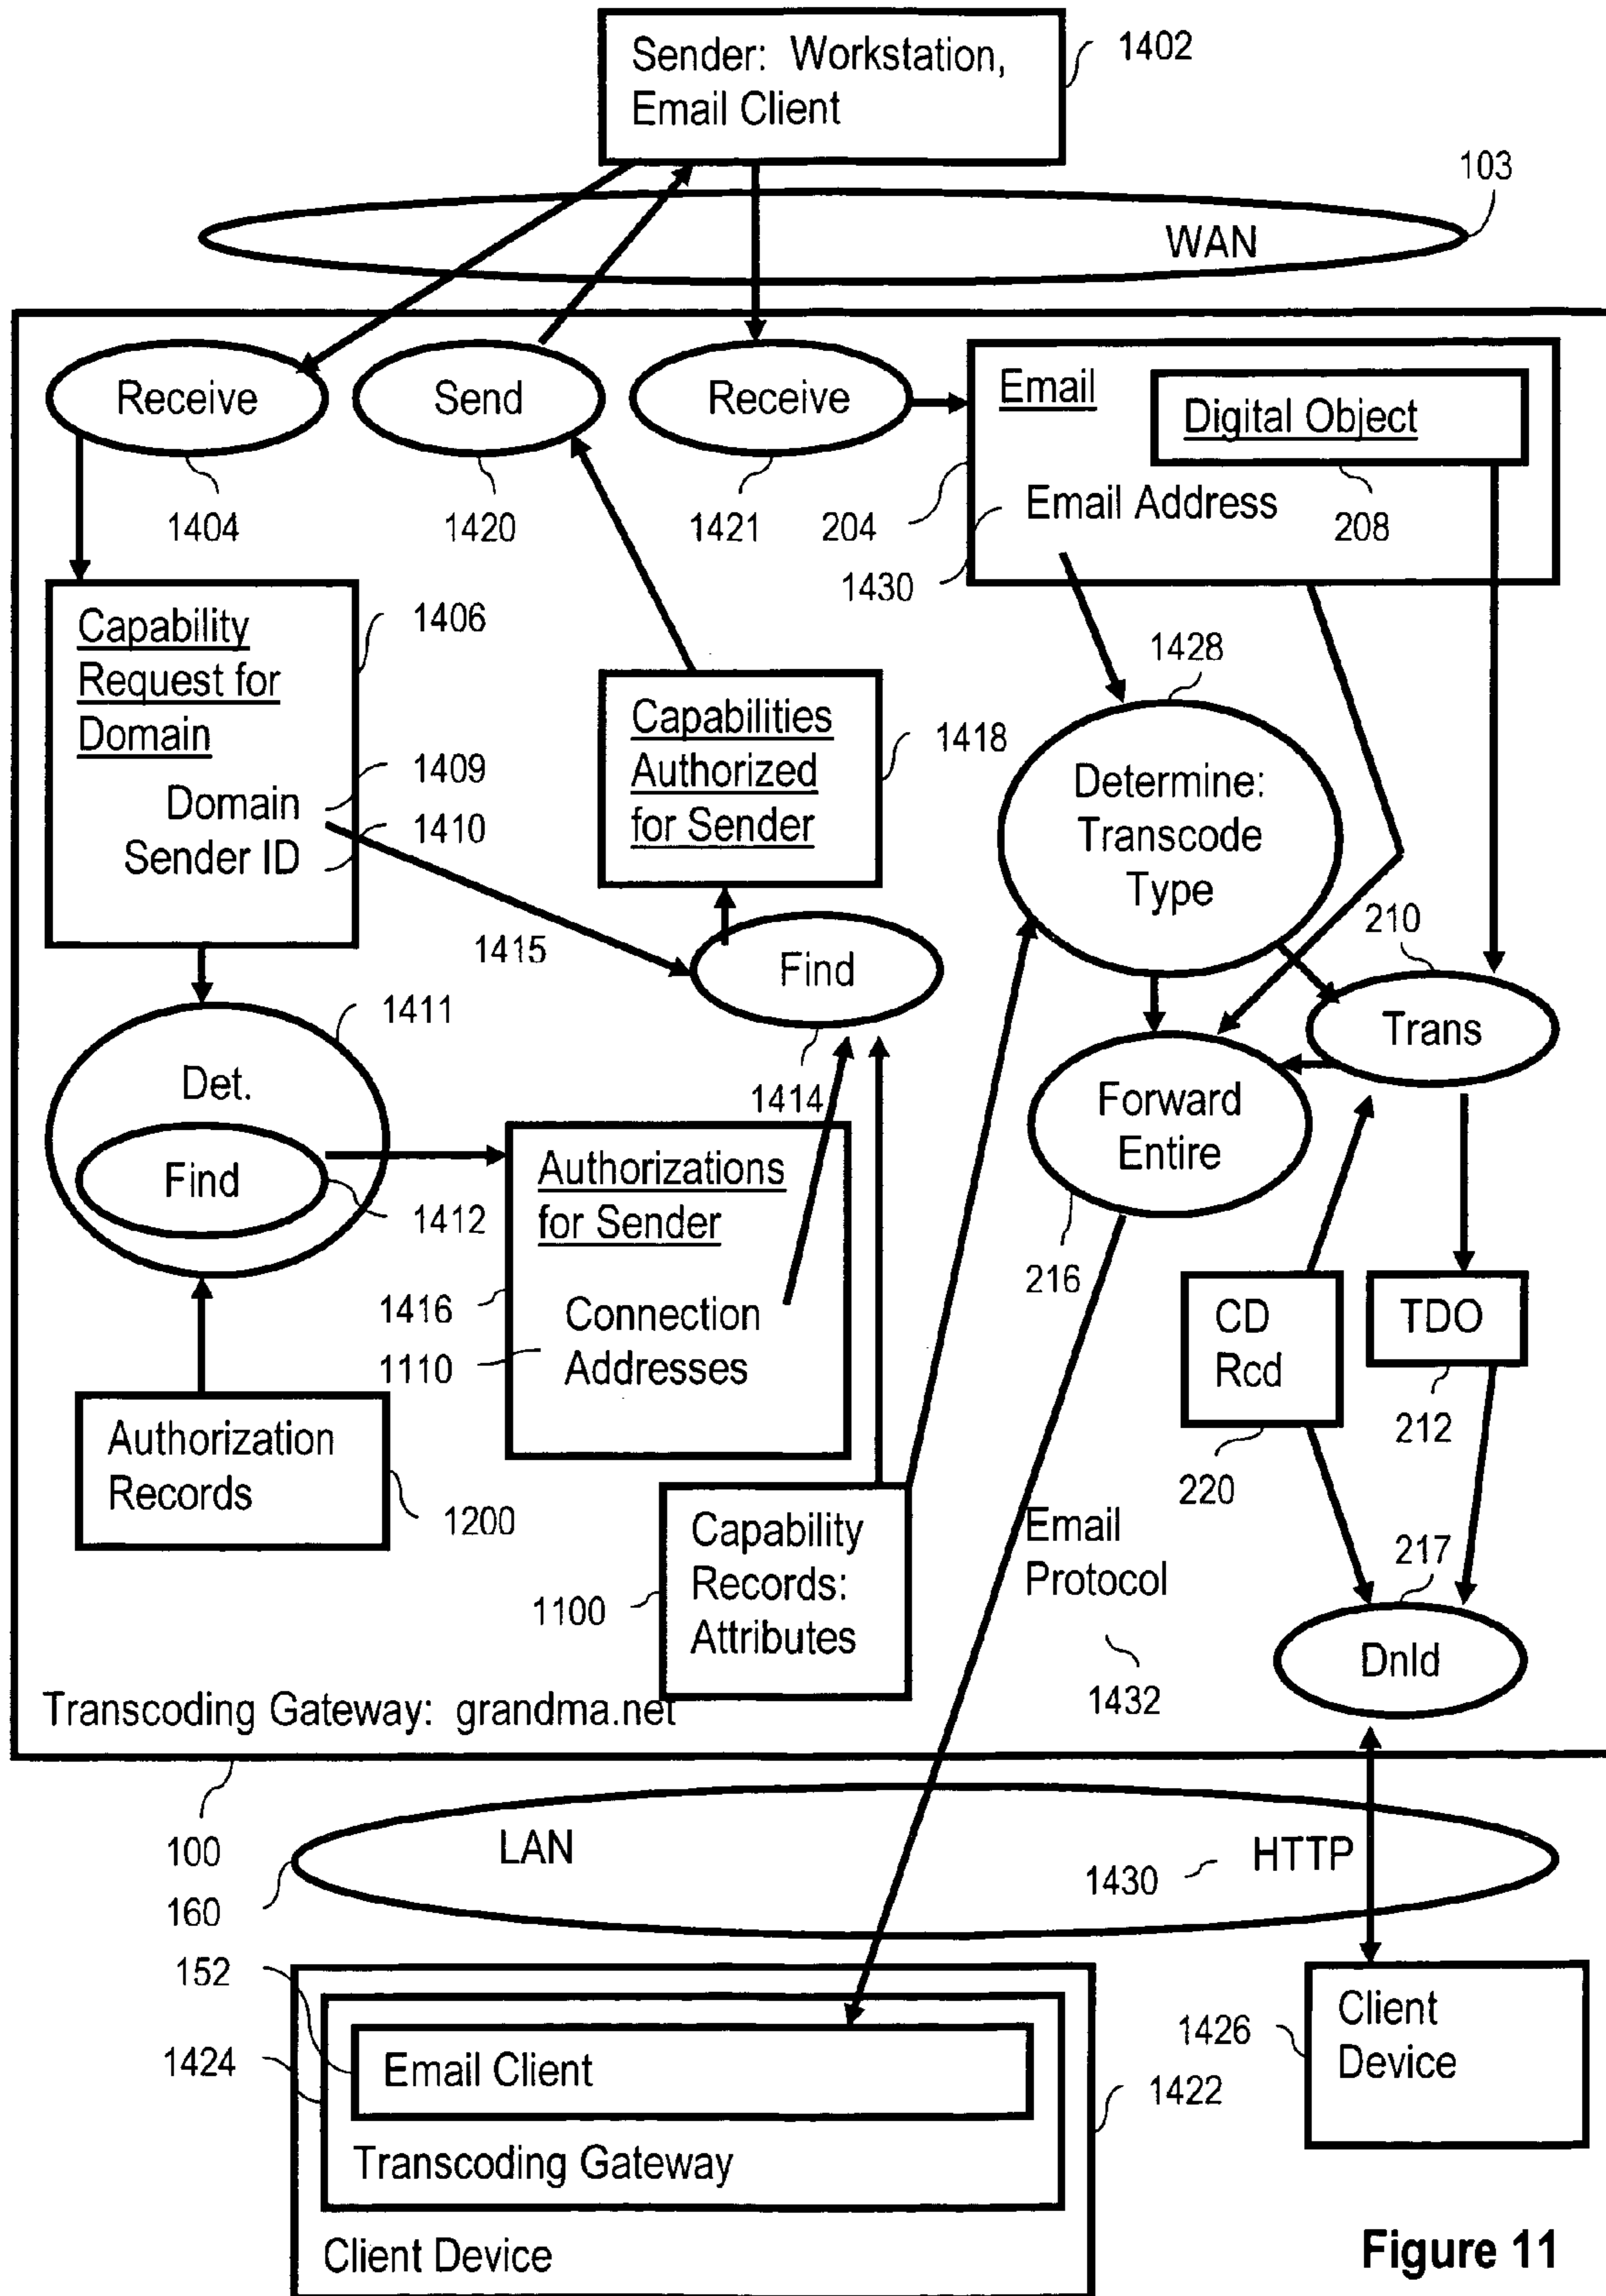 Sender: Workstation,
Email Client
1402
103
WAN
Receive
Send
Receive
Email
Digital Object
Email Address
1404
1420
1421
204
208
1430
Capability
Request for
Domain
1406
Domain
1409
Sender ID
1410
Capabilities
Authorized
for Sender
1418
1428
Determine:
Transcode
Type
1415
Find
1414
210
Trans
1411
Det.
Find
1412
Forward
Entire
216
Authorizations
for Sender
1416
Connection
Addresses
1110
CD
Rcd
220
TDO
212
Authorization
Records
1200
Capability
Records:
Attributes
1100
Email
Protocol
1432
217
Dnld
Transcoding Gateway: grandma.net
100
LAN
HTTP
1430
160
152
Email Client
1424
Transcoding Gateway
1422
Client Device
Client
Device
1426
Figure 11